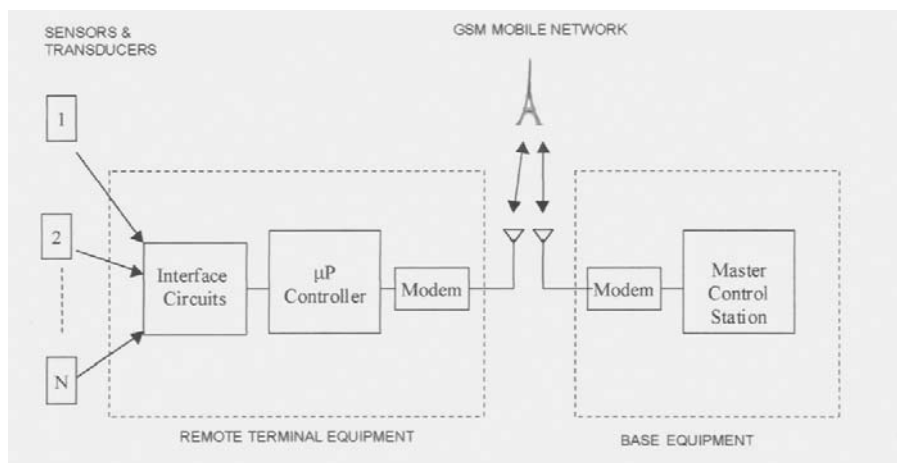 SENSORS &
TRANSDUCERS
GSM MOBILE NETWORK
1
2
N
Interface
Circuits
µP
Controller
Modem
Modem
Master
Control
Station
REMOTE TERMINAL EQUIPMENT
BASE EQUIPMENT